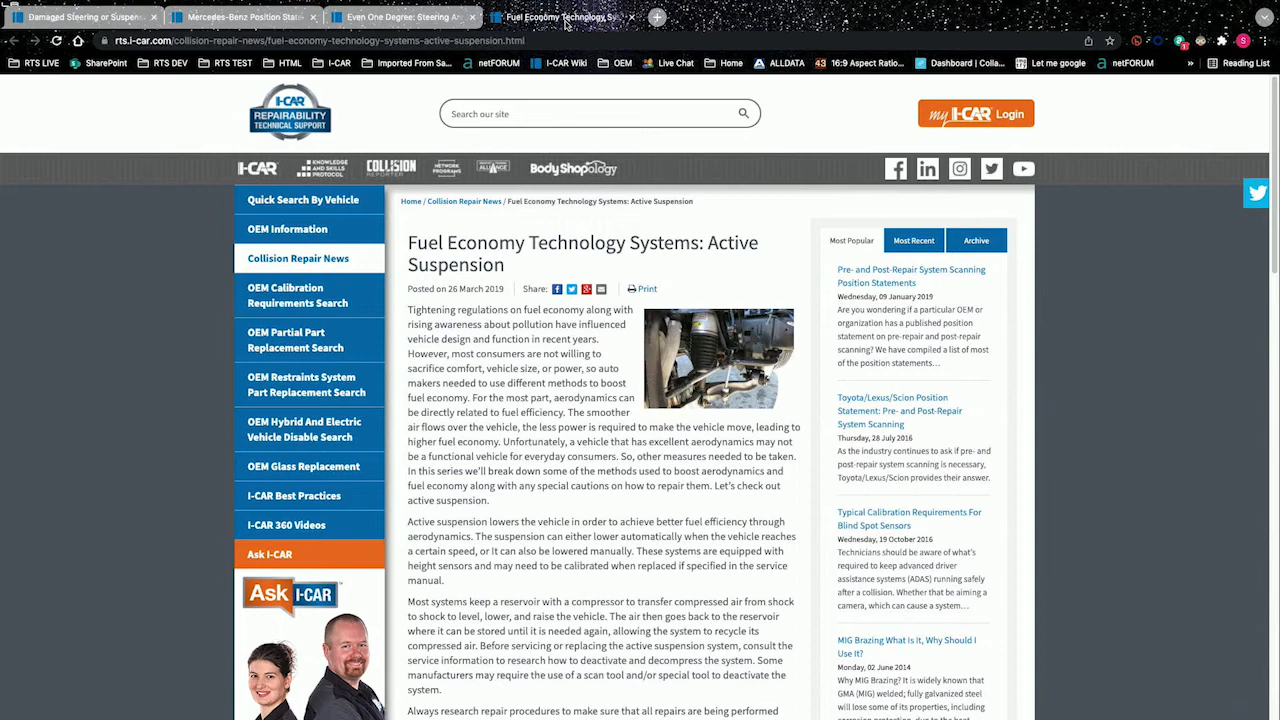 Damaged Steering or Suspens
Mercedes-Benz Position State
Even One Degree: Steering An
Fuel Economy Technology Sys
rts.i-car.com/collision-repair-news/fuel-economy-technology-systems-active-suspension.html
RTS LIVE
SharePoint
RTS DEV
RTS TEST
HTML
I-CAR
Imported From Sa...
netFORUM
I-CAR Wiki
OEM
Live Chat
Home
ALLDATA
43 16:9 Aspect Ratio...
Dashboard | Colla...
Let me google
netFORUM
Reading List
I-CAR
REPAIRABILITY
TECHNICAL SUPPORT
Search our site
my I-CAR Login
I-CAR
KNOWLEDGE
AND SKILLS
PROTOCOL
COLLISION
REPORTER
NETWORK
PROGRAMS
ALLIANCE
BodyShopology
Quick Search By Vehicle
OEM Information
Collision Repair News
OEM Calibration
Requirements Search
OEM Partial Part
Replacement Search
OEM Restraints System
Part Replacement Search
OEM Hybrid And Electric
Vehicle Disable Search
OEM Glass Replacement
I-CAR Best Practices
I-CAR 360 Videos
Ask I-CAR
Ask I-CAR
Home / Collision Repair News / Fuel Economy Technology Systems: Active Suspension
Fuel Economy Technology Systems: Active
Suspension
Posted on 26 March 2019
Share:
Print
Tightening regulations on fuel economy along with
rising awareness about pollution have influenced
vehicle design and function in recent years.
However, most consumers are not willing to
sacrifice comfort, vehicle size, or power, so auto
makers needed to use different methods to boost
fuel economy. For the most part, aerodynamics can
be directly related to fuel efficiency. The smoother
air flows over the vehicle, the less power is required to make the vehicle move, leading to
higher fuel economy. Unfortunately, a vehicle that has excellent aerodynamics may not
be a functional vehicle for everyday consumers. So, other measures needed to be taken.
In this series we'll break down some of the methods used to boost aerodynamics and
fuel economy along with any special cautions on how to repair them. Let's check out
active suspension.
Active suspension lowers the vehicle in order to achieve better fuel efficiency through
aerodynamics. The suspension can either lower automatically when the vehicle reaches
a certain speed, or It can also be lowered manually. These systems are equipped with
height sensors and may need to be calibrated when replaced if specified in the service
manual.
Most systems keep a reservoir with a compressor to transfer compressed air from shock
to shock to level, lower, and raise the vehicle. The air then goes back to the reservoir
where it can be stored until it is needed again, allowing the system to recycle its
compressed air. Before servicing or replacing the active suspension system, consult the
service information to research how to deactivate and decompress the system. Some
manufacturers may require the use of a scan tool and/or special tool to deactivate the
system.
Always research repair procedures to make sure that all repairs are being performed
Most Popular
Most Recent
Archive
Pre- and Post-Repair System Scanning
Position Statements
Wednesday, 09 January 2019
Are you wondering if a particular OEM or
organization has a published position
statement on pre-repair and post-repair
scanning? We have compiled a list of most
of the position statements...
Toyota/Lexus/Scion Position
Statement: Pre- and Post-Repair
System Scanning
Thursday, 28 July 2016
As the industry continues to ask if pre- and
post-repair system scanning is necessary,
Toyota/Lexus/Scion provides their answer.
Typical Calibration Requirements For
Blind Spot Sensors
Wednesday, 19 October 2016
Technicians should be aware of what's
required to keep advanced driver
assistance systems (ADAS) running safely
after a collision. Whether that be aiming a
camera, which can cause a system...
MIG Brazing What Is It, Why Should I
Use It?
Monday, 02 June 2014
Why MIG Brazing? It is widely known that
GMA (MIG) welded; fully galvanized steel
will lose some of its properties, including